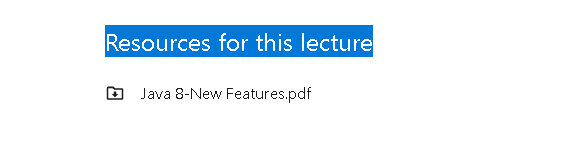 Resources for this lecture
Java 8-New Features.pdf